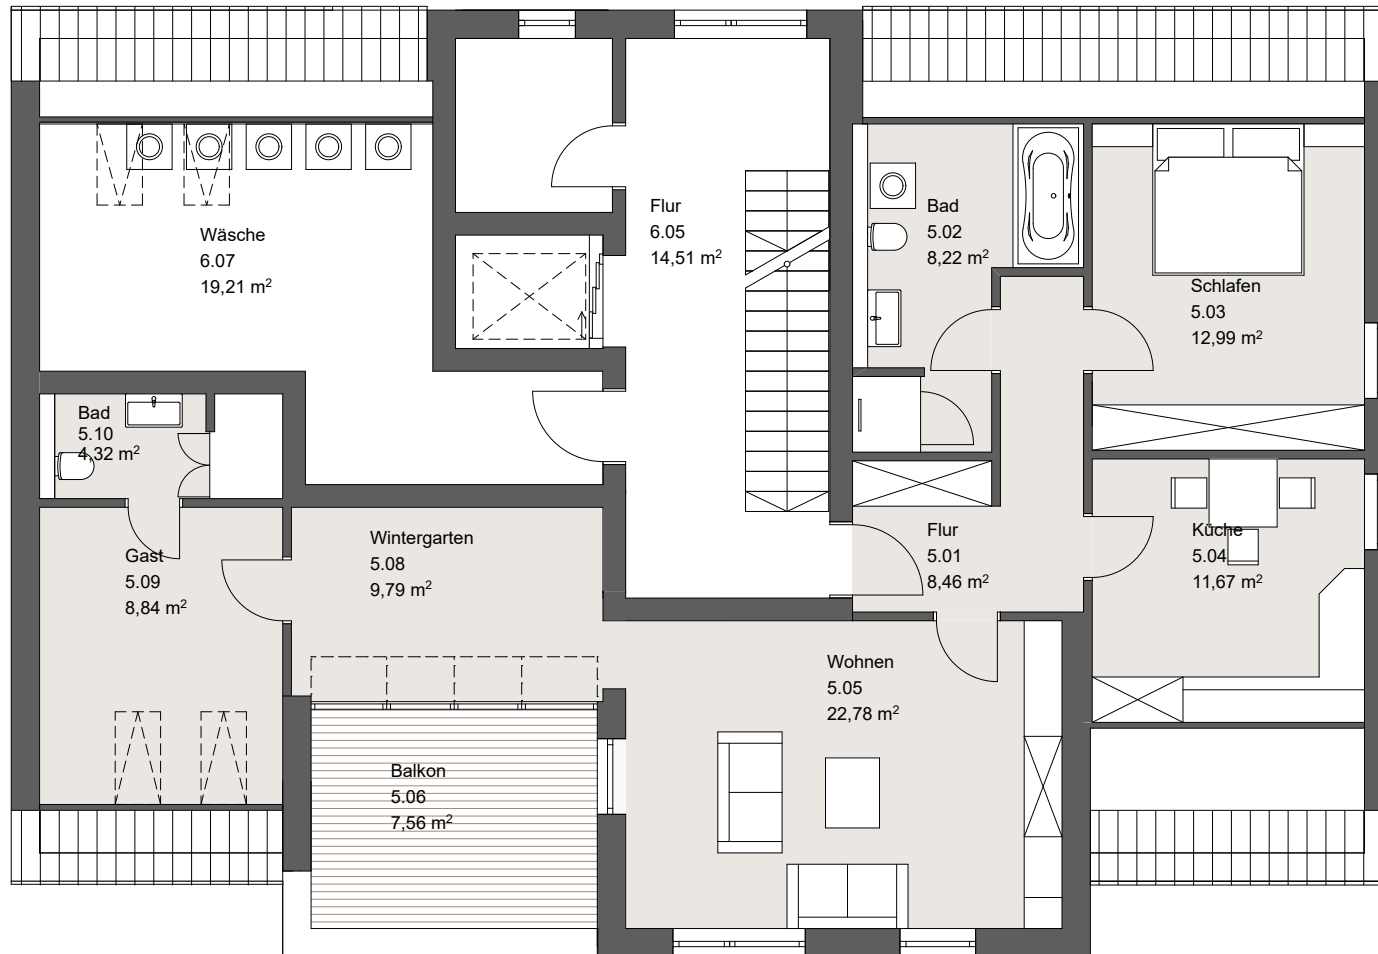 Wäsche
6.07
19,21 m²
Flur
6.05
14,51 m²
Bad
5.02
8,22 m²
Schlafen
5.03
12,99 m²
Bad
5.10
4,32 m²
Gast
5.09
8,84 m²
Wintergarten
5.08
9,79 m²
Flur
5.01
8,46 m²
Küche
5.04
11,67 m²
Wohnen
5.05
22,78 m²
Balkon
5.06
7,56 m²